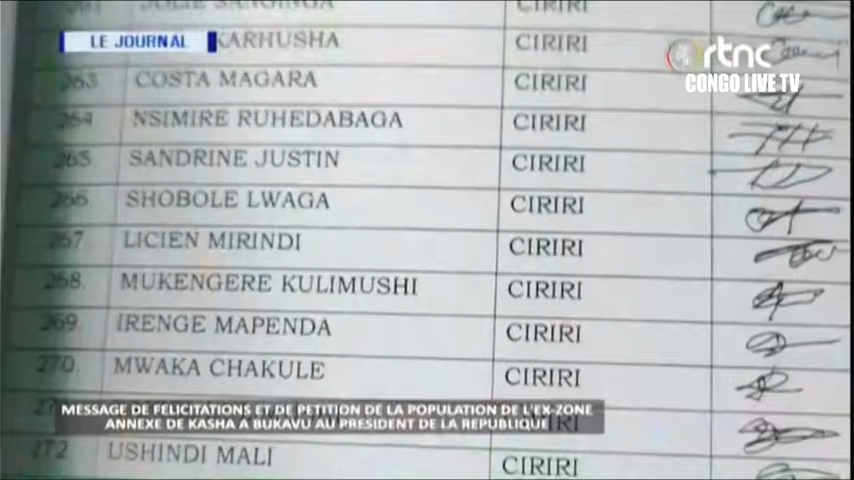 JOLIE SANGINGA CIRIRI
LE JOURNAL
KARHUSHA CIRIRI
rtnc
CONGO LIVE TV
263 COSTA MAGARA CIRIRI
264 NSIMIRE RUHEDABAGA CIRIRI
265 SANDRINE JUSTIN CIRIRI
266 SHOBOLE LWAGA CIRIRI
267 LICIEN MIRINDI CIRIRI
268. MUKENGERE KULIMUSHI CIRIRI
269. IRENGE MAPENDA CIRIRI
270. MWAKA CHAKULE CIRIRI
MESSAGE DE FELICITATIONS ET DE PETITION DE LA POPULATION DE L'EX-ZONE
ANNEXE DE KASHA A BUKAVU AU PRESIDENT DE LA REPUBLIQUE
272 USHINDI MALI CIRIRI